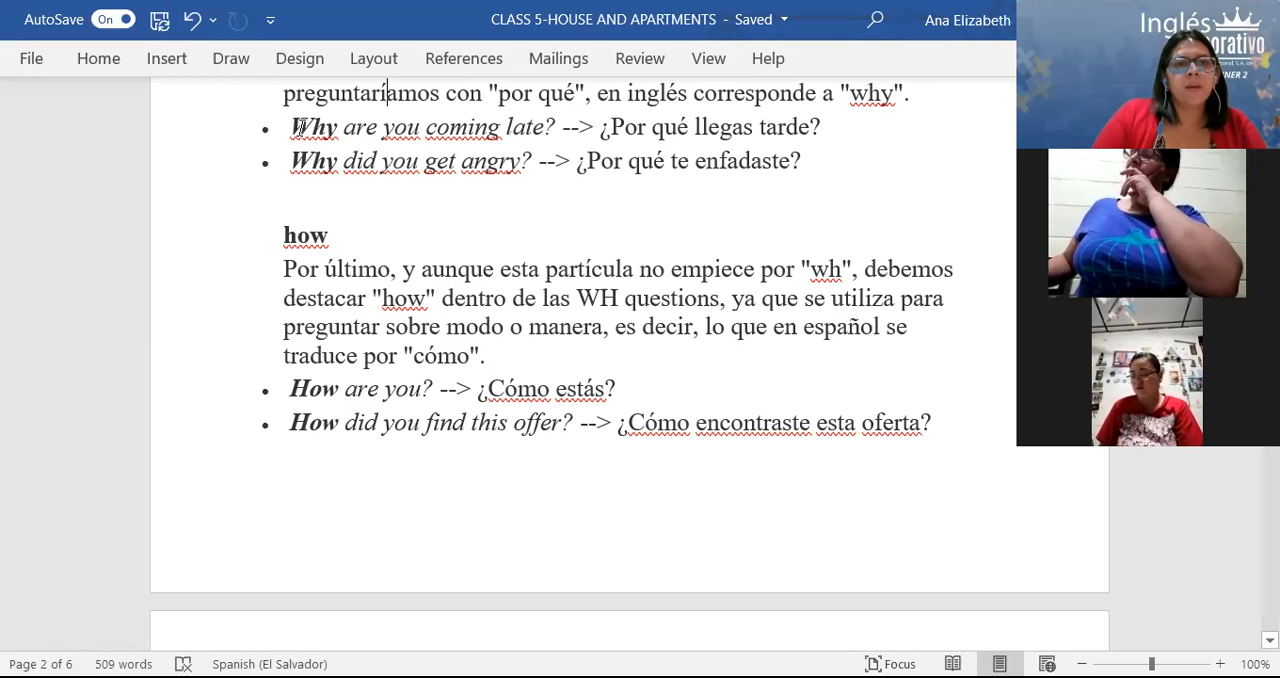 AutoSave On CLASS 5-HOUSE AND APARTMENTS - Saved Ana Elizabeth
File Home Insert Draw Design Layout References Mailings Review View Help
preguntaríamos con "por qué", en inglés corresponde a "why".
• Why are you coming late? --> ¿Por qué llegas tarde?
• Why did you get angry? --> ¿Por qué te enfadaste?
how
Por último, y aunque esta partícula no empiece por "wh", debemos
destacar "how" dentro de las WH questions, ya que se utiliza para
preguntar sobre modo o manera, es decir, lo que en español se
traduce por "cómo".
• How are you? --> ¿Cómo estás?
• How did you find this offer? --> ¿Cómo encontraste esta oferta?
Page 2 of 6 509 words Spanish (El Salvador) Focus 100%
Inglés